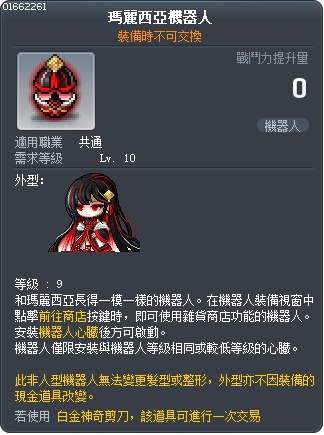 01662261
瑪麗西亞機器人
裝備時不可交換
戰鬥力提升量
0
機器人
適用職業 共通
需求等級 Lv. 10
外型:
等級 : 9
和瑪麗西亞長得一模一樣的機器人。在機器人裝備視窗中
點擊前往商店按鍵時，即可使用雜貨商店功能的機器人。
安裝機器人心臟後方可啟動。
機器人僅限安裝與機器人等級相同或較低等級的心臟。
此非人型機器人無法變更髮型或整形，外型亦不因裝備的
現金道具改變。
若使用 白金神奇剪刀，該道具可進行一次交易